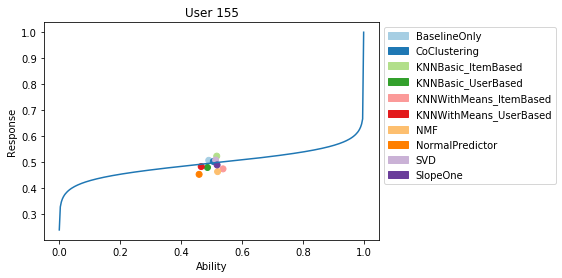 User 155
1.0
0.9
0.8
0.7
0.6
0.5
0.4
0.3
Response
0.0 0.2 0.4 0.6 0.8 1.0
Ability
BaselineOnly
CoClustering
KNNBasic_ItemBased
KNNBasic_UserBased
KNNWithMeans_ItemBased
KNNWithMeans_UserBased
NMF
NormalPredictor
SVD
SlopeOne